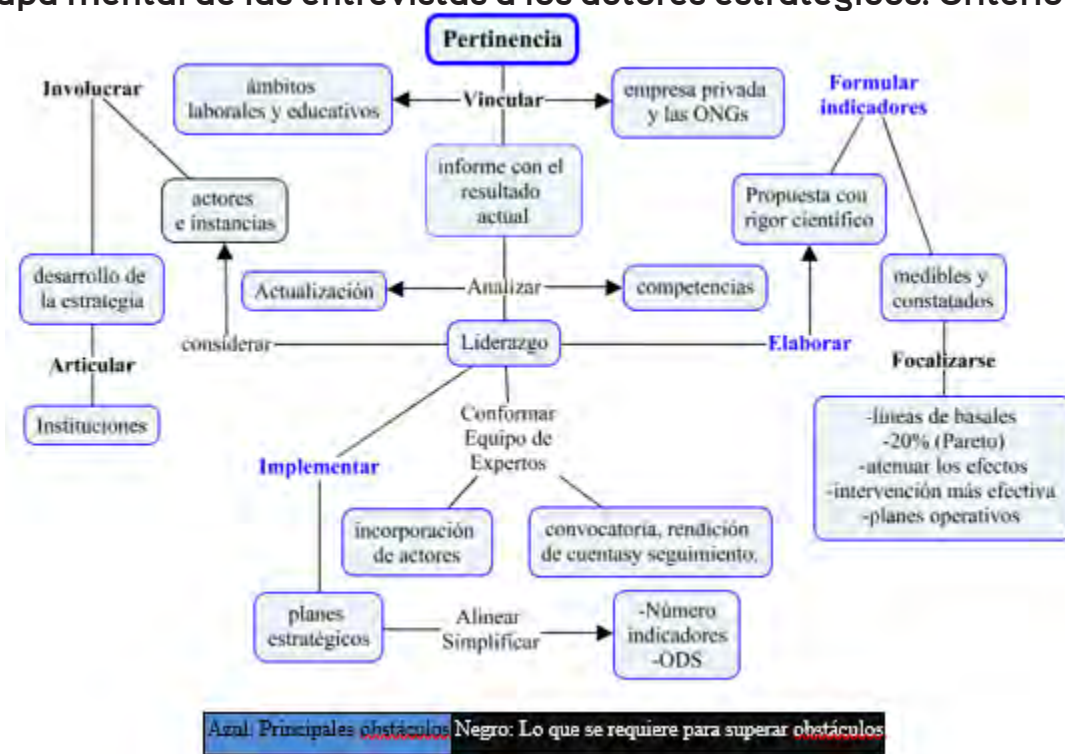 apa mental de las entrevistas a los actores estratégicos. Criterio
Pertinencia
Involucrar
ámbitos
laborales y educativos
Vincular
empresa privada
y las ONGs
Formular
indicadores
informe con el
resultado
actual
actores
e instancias
Propuesta con
rigor científico
desarrollo de
la estrategia
Actualización
Analizar
competencias
medibles y
constatados
considerar
Liderazgo
Elaborar
Articular
Focalizarse
Instituciones
Conformar
Equipo de
Expertos
Implementar
-líneas de basales
-20% (Pareto)
-atenuar los efectos
-intervención más efectiva
-planes operativos
incorporación
de actores
convocatoria, rendición
de cuentasy seguimiento.
planes
estratégicos
Alinear
Simplificar
-Número
indicadores
-ODS
Azul: Principales obstáculos Negro: Lo que se requiere para superar obstáculos